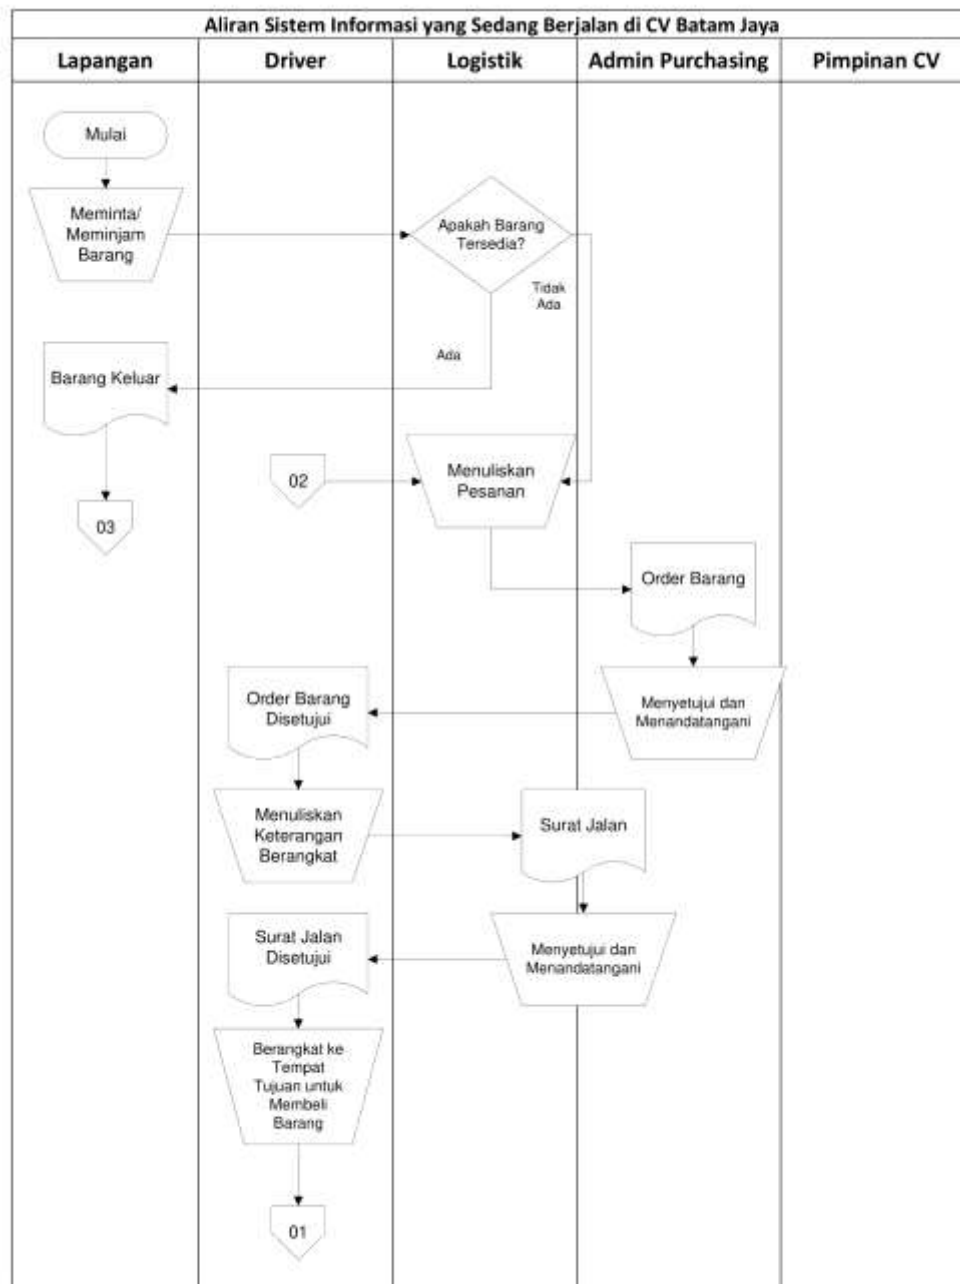 Aliran Sistem Informasi yang Sedang Berjalan di CV Batam Jaya
Lapangan
Driver
Logistik
Admin Purchasing
Pimpinan CV
Mulai
Meminta/
Meminjam
Barang
Apakah Barang
Tersedia?
Tidak
Ada
Ada
Barang Keluar
03
02
Menuliskan
Pesanan
Order Barang
Menyetujui dan
Menandatangani
Order Barang
Disetujui
Menuliskan
Keterangan
Berangkat
Surat Jalan
Menyetujui dan
Menandatangani
Surat Jalan
Disetujui
Berangkat ke
Tempat
Tujuan untuk
Membeli
Barang
01